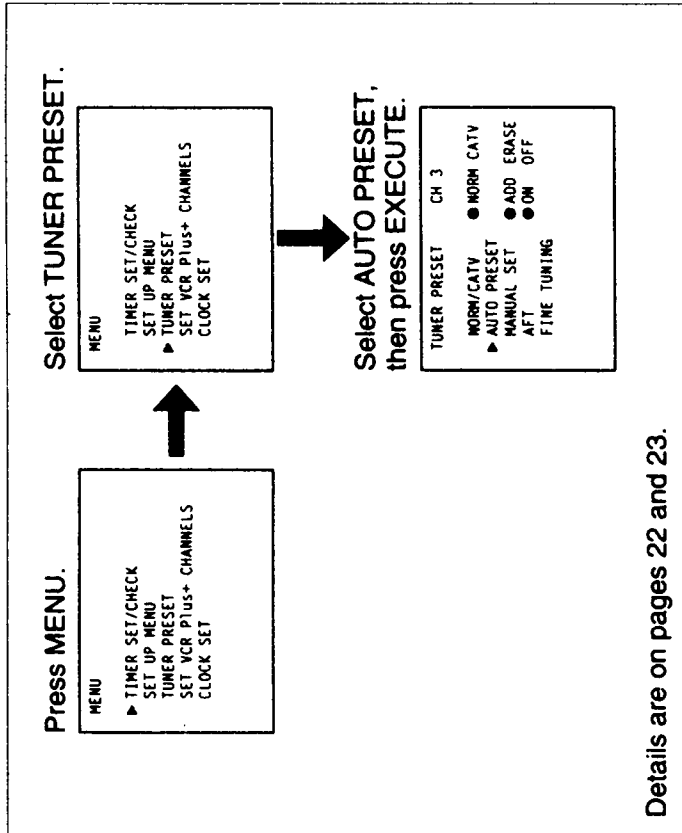 Press MENU.
MENU
▶ TIMER SET/CHECK
SET UP MENU
TUNER PRESET
SET VCR Plus+ CHANNELS
CLOCK SET
Select TUNER PRESET.
MENU
TIMER SET/CHECK
SET UP MENU
▶ TUNER PRESET
SET VCR Plus+ CHANNELS
CLOCK SET
Select AUTO PRESET,
then press EXECUTE.
TUNER PRESET CH 3
NORM/CATV ●NORM CATV
▶ AUTO PRESET
MANUAL SET ●ADD ERASE
AFT ●ON OFF
FINE TUNING
Details are on pages 22 and 23.